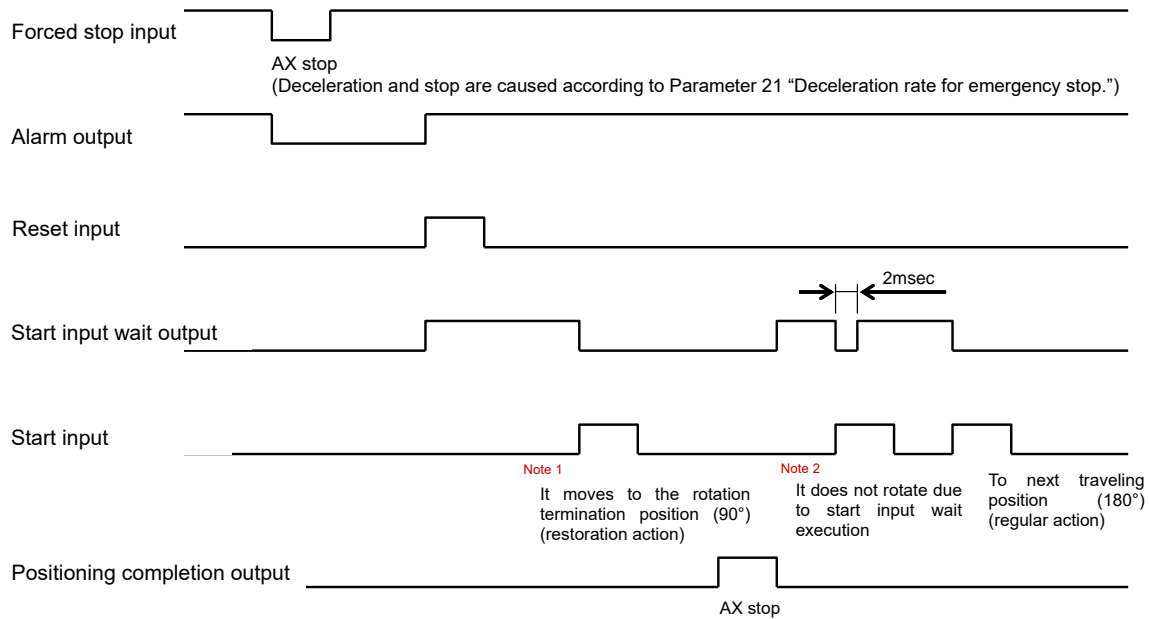 Forced stop input
AX stop
(Deceleration and stop are caused according to Parameter 21 “Deceleration rate for emergency stop.”)
Alarm output
Reset input
2msec
Start input wait output
Start input
Note 1
It moves to the rotation
termination position (90°)
(restoration action)
Note 2
It does not rotate due
to start input wait
execution
To next traveling
position (180°)
(regular action)
Positioning completion output
AX stop